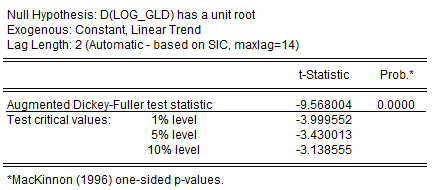 Null Hypothesis: D(LOG_GLD) has a unit root
Exogenous: Constant, Linear Trend
Lag Length: 2 (Automatic - based on SIC, maxlag=14)
t-Statistic Prob.*
Augmented Dickey-Fuller test statistic -9.568004 0.0000
Test critical values: 1% level -3.999552
5% level -3.430013
10% level -3.138555
*MacKinnon (1996) one-sided p-values.